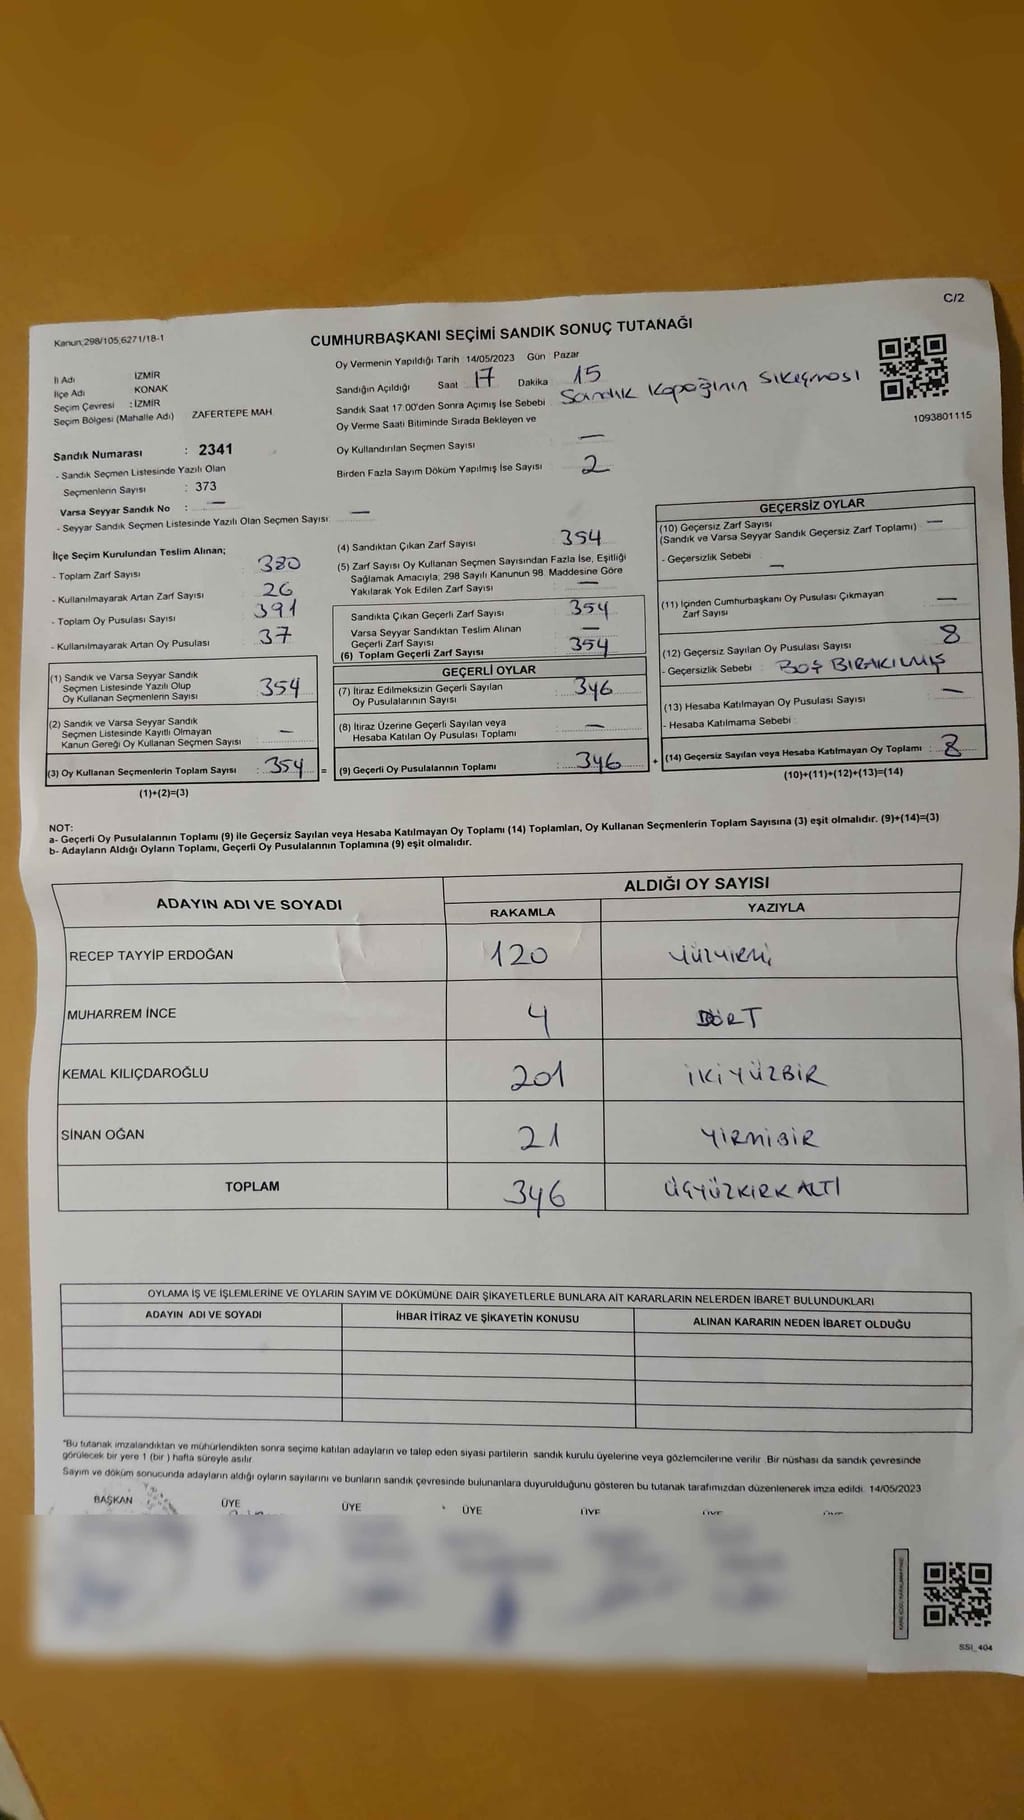 C/2
Kanun;298/105,6271/18-1
CUMHURBAŞKANI SEÇİMİ SANDIK SONUÇ TUTANAĞI
İl Adı İZMİR
İlçe Adı KONAK
Seçim Çevresi : İZMİR
Seçim Bölgesi (Mahalle Adı) ZAFERTEPE MAH.
Oy Vermenin Yapıldığı Tarih 14/05/2023 Gün : Pazar
Sandığın Açıldığı Saat : 17 Dakika 15
Sandık Saat 17:00'den Sonra Açımış İse Sebebi Sandık Kapağının Sıkışması
Oy Verme Saati Bitiminde Sırada Bekleyen ve
Oy Kullandırılan Seçmen Sayısı —
Birden Fazla Sayım Döküm Yapılmış İse Sayısı 2
1093801115
Sandık Numarası : 2341
- Sandık Seçmen Listesinde Yazılı Olan
Seçmenlerin Sayısı : 373
Varsa Seyyar Sandık No : —
- Seyyar Sandık Seçmen Listesinde Yazılı Olan Seçmen Sayısı: —
İlçe Seçim Kurulundan Teslim Alınan;
- Toplam Zarf Sayısı 380
- Kullanılmayarak Artan Zarf Sayısı 26
- Toplam Oy Pusulası Sayısı 391
- Kullanılmayarak Artan Oy Pusulası 37
(1) Sandık ve Varsa Seyyar Sandık
Seçmen Listesinde Yazılı Olup
Oy Kullanan Seçmenlerin Sayısı 354
(2) Sandık ve Varsa Seyyar Sandık
Seçmen Listesinde Kayıtlı Olmayan
Kanun Gereği Oy Kullanan Seçmen Sayısı —
(3) Oy Kullanan Seçmenlerin Toplam Sayısı : 354 =
(1)+(2)=(3)
(4) Sandıktan Çıkan Zarf Sayısı 354
(5) Zarf Sayısı Oy Kullanan Seçmen Sayısından Fazla İse, Eşitliği
Sağlamak Amacıyla, 298 Sayılı Kanunun 98. Maddesine Göre
Yakılarak Yok Edilen Zarf Sayısı —
Sandıkta Çıkan Geçerli Zarf Sayısı 354
Varsa Seyyar Sandıktan Teslim Alınan
Geçerli Zarf Sayısı —
(6) Toplam Geçerli Zarf Sayısı 354
GEÇERLİ OYLAR
(7) İtiraz Edilmeksizin Geçerli Sayılan
Oy Pusulalarının Sayısı 346
(8) İtiraz Üzerine Geçerli Sayılan veya
Hesaba Katılan Oy Pusulası Toplamı —
(9) Geçerli Oy Pusulalarının Toplamı : 346 +
GEÇERSİZ OYLAR
(10) Geçersiz Zarf Sayısı —
(Sandık ve Varsa Seyyar Sandık Geçersiz Zarf Toplamı)
- Geçersizlik Sebebi —
(11) İçinden Cumhurbaşkanı Oy Pusulası Çıkmayan
Zarf Sayısı —
(12) Geçersiz Sayılan Oy Pusulası Sayısı 8
- Geçersizlik Sebebi : BOŞ BIRAKILMIŞ
(13) Hesaba Katılmayan Oy Pusulası Sayısı —
- Hesaba Katılmama Sebebi :
(14) Geçersiz Sayılan veya Hesaba Katılmayan Oy Toplamı : 8
(10)+(11)+(12)+(13)=(14)
NOT:
a- Geçerli Oy Pusulalarının Toplamı (9) ile Geçersiz Sayılan veya Hesaba Katılmayan Oy Toplamı (14) Toplamları, Oy Kullanan Seçmenlerin Toplam Sayısına (3) eşit olmalıdır. (9)+(14)=(3)
b- Adayların Aldığı Oyların Toplamı, Geçerli Oy Pusulalarının Toplamına (9) eşit olmalıdır.
ADAYIN ADI VE SOYADI ALDIĞI OY SAYISI
RAKAMLA YAZIYLA
RECEP TAYYİP ERDOĞAN 120 YÜZYİRMİ
MUHARREM İNCE 4 DÖRT
KEMAL KILIÇDAROĞLU 201 İKİYÜZBİR
SİNAN OĞAN 21 YİRMİBİR
TOPLAM 346 ÜÇYÜZKIRKALTI
OYLAMA İŞ VE İŞLEMLERİNE VE OYLARIN SAYIM VE DÖKÜMÜNE DAİR ŞİKAYETLERLE BUNLARA AİT KARARLARIN NELERDEN İBARET BULUNDUKLARI
ADAYIN ADI VE SOYADI İHBAR İTİRAZ VE ŞİKAYETİN KONUSU ALINAN KARARIN NEDEN İBARET OLDUĞU
*Bu tutanak imzalandıktan ve mühürlendikten sonra seçime katılan adayların ve talep eden siyasi partilerin sandık kurulu üyelerine veya gözlemcilerine verilir. Bir nüshası da sandık çevresinde
görülecek bir yere 1 (bir ) hafta süreyle asılır.
Sayım ve döküm sonucunda adayların aldığı oyların sayılarını ve bunların sandık çevresinde bulunanlara duyurulduğunu gösteren bu tutanak tarafımızdan düzenlenerek imza edildi. 14/05/2023
BAŞKAN ÜYE ÜYE ÜYE ÜYE
SSI_404